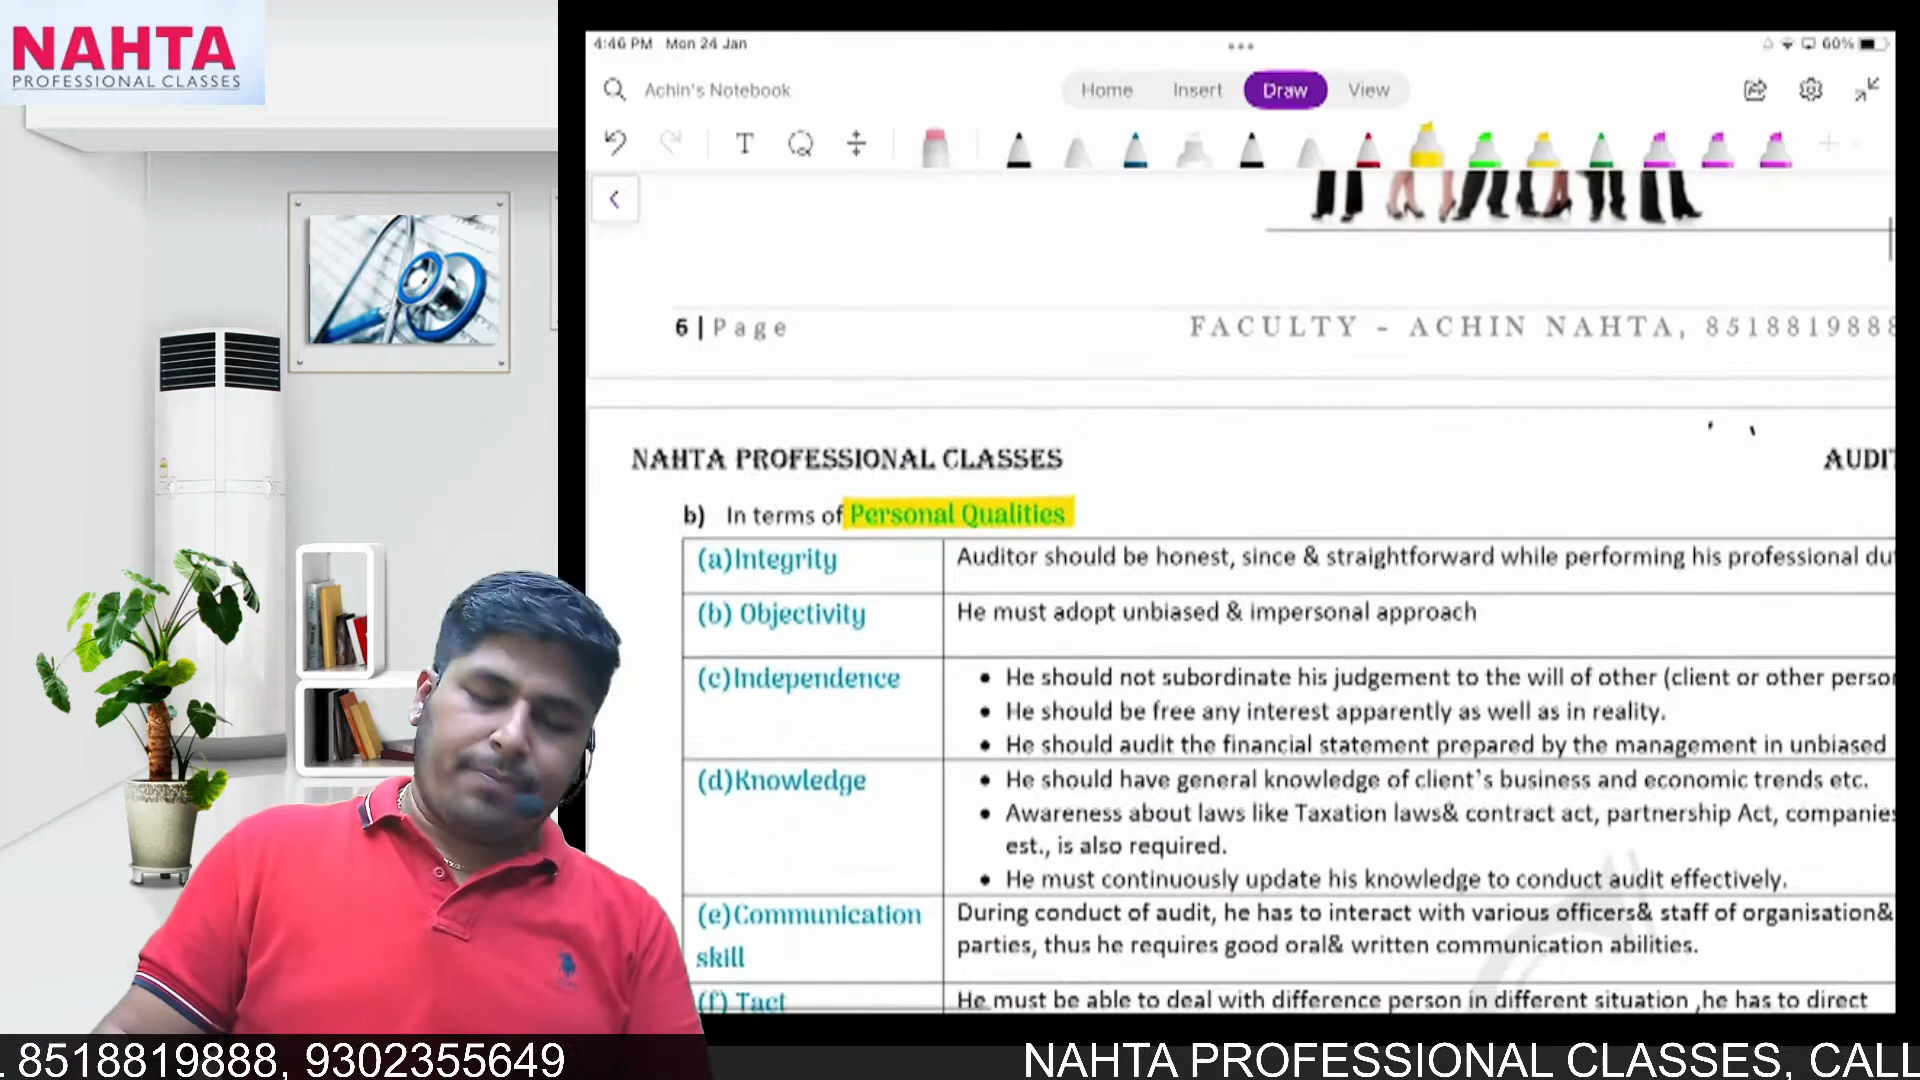 NAHTA
PROFESSIONAL CLASSES
4:46 PM Mon 24 Jan
60%
Achin's Notebook
Home Insert Draw View
T
6 | Page
FACULTY - ACHIN NAHTA, 8518819888
NAHTA PROFESSIONAL CLASSES
AUDIT
b) In terms of Personal Qualities
(a)Integrity Auditor should be honest, since & straightforward while performing his professional du
(b) Objectivity He must adopt unbiased & impersonal approach
(c)Independence • He should not subordinate his judgement to the will of other (client or other person
• He should be free any interest apparently as well as in reality.
• He should audit the financial statement prepared by the management in unbiased
(d)Knowledge • He should have general knowledge of client's business and economic trends etc.
• Awareness about laws like Taxation laws& contract act, partnership Act, companies
est., is also required.
• He must continuously update his knowledge to conduct audit effectively.
(e)Communication During conduct of audit, he has to interact with various officers& staff of organisation&
skill parties, thus he requires good oral& written communication abilities.
(f) Tact He must be able to deal with difference person in different situation ,he has to direct
8518819888, 9302355649
NAHTA PROFESSIONAL CLASSES, CALL